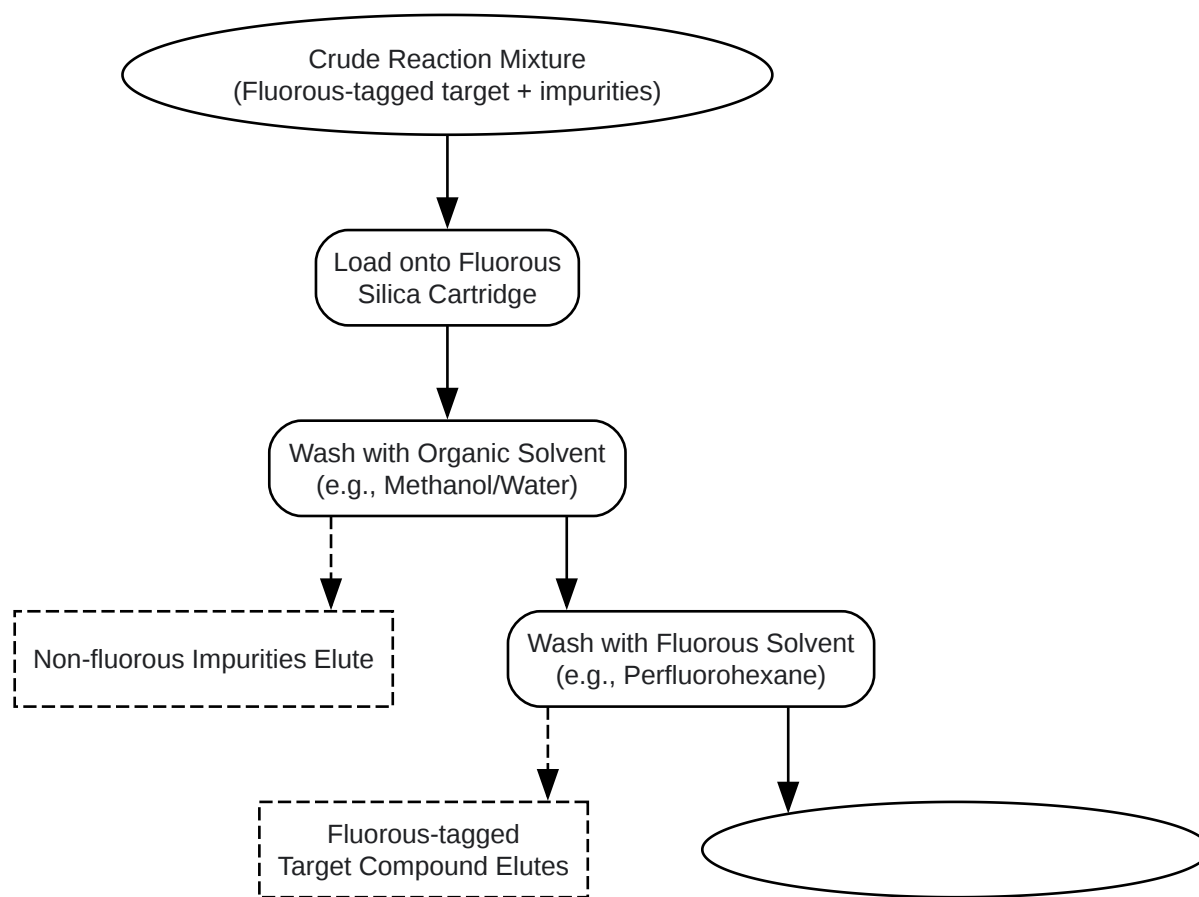 Crude Reaction Mixture
(Fluorous-tagged target + impurities)
Load onto Fluorous
Silica Cartridge
Wash with Organic Solvent
(e.g., Methanol/Water)
Non-fluorous Impurities Elute
Wash with Fluorous Solvent
(e.g., Perfluorohexane)
Fluorous-tagged
Target Compound Elutes